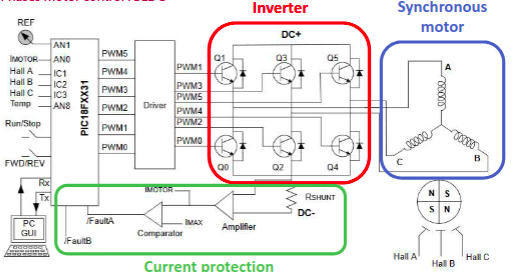 Inverter
Synchronous
motor
REF
AN1
IMOTOR
AN0
Hall A
IC1
Hall B
IC2
Hall C
IC3
Temp
AN8
Run/Stop
FWD/REV
PIC18FXX31
PWM5
PWM4
PWM3
PWM2
PWM1
PWM0
Driver
PWM1
PWM3
PWM5
PWM4
PWM2
PWM0
DC+
Q1
Q3
Q5
Q0
Q2
Q4
A
C
B
Rx
Tx
PC
GUI
/FaultA
/FaultB
IMOTOR
IMAX
Comparator
Amplifier
RSHUNT
DC-
N
S
S
N
Hall A
Hall B
Hall C
Current protection